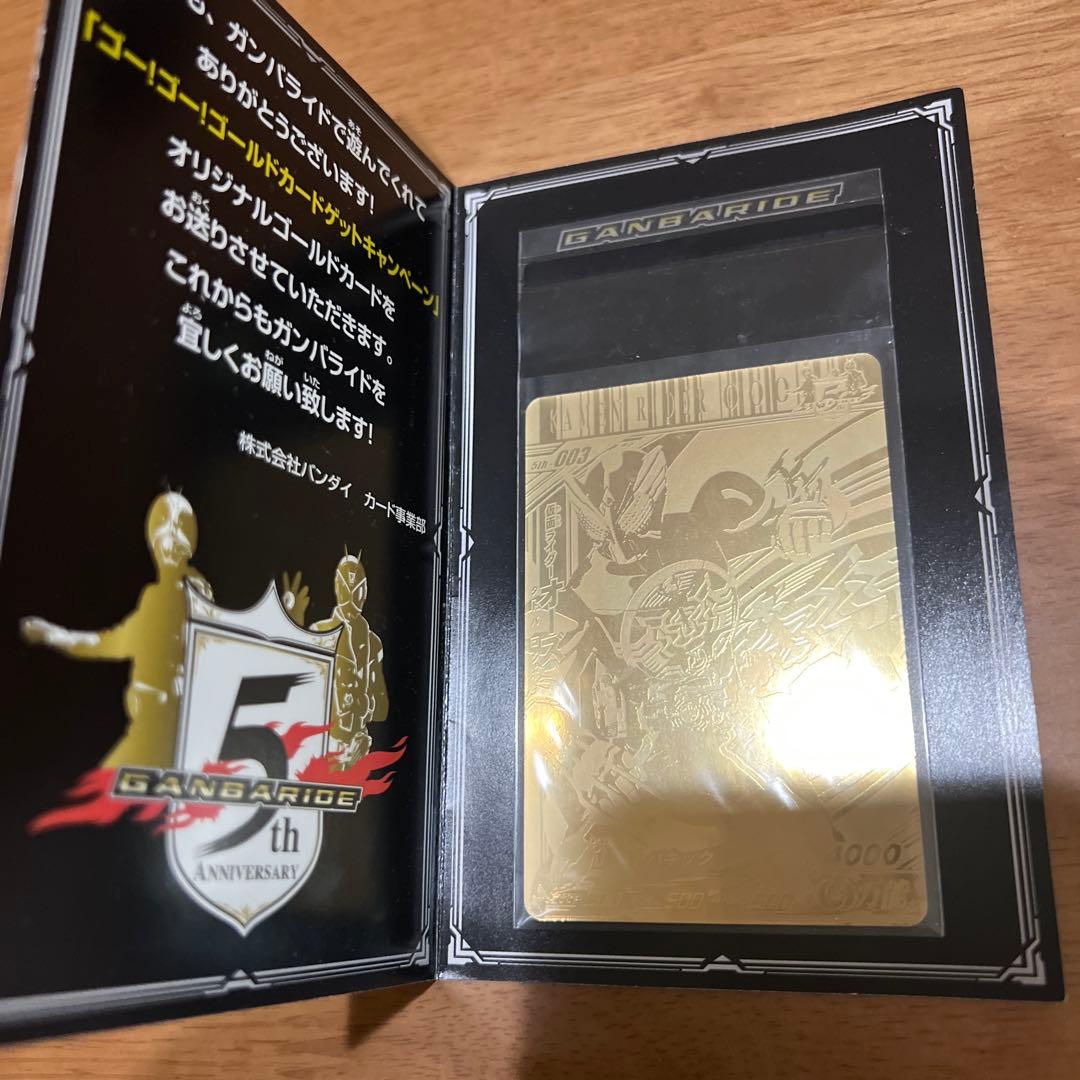 、ガンバライドで遊んでくれて
ありがとうございます!
「ゴー!ゴー!ゴールドカードゲットキャンペーン」
オリジナルゴールドカードを
お送りさせていただきます。
これからもガンバライドを
宜しくお願い致します!
株式会社バンダイ カード事業部
5
GANBARIDE
th
ANNIVERSARY
GANBARIDE
KAMEN RIDER OOO
5th-003
仮面ライダーオーズ